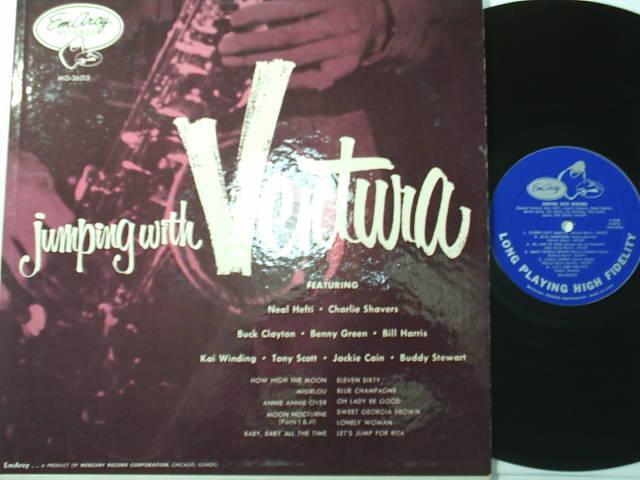 EmArcy
RECORDS
MG-36015
jumping with
Ventura
FEATURING
Neal Hefti • Charlie Shavers
Buck Clayton • Benny Green • Bill Harris
Kai Winding • Tony Scott • Jackie Cain • Buddy Stewart
HOW HIGH THE MOON
MISIRLOU
ANNIE ANNIE OVER
MOON NOCTURNE
(Parts I & II)
BABY, BABY ALL THE TIME
ELEVEN SIXTY
BLUE CHAMPAGNE
OH LADY BE GOOD
SWEET GEORGIA BROWN
LONELY WOMAN
LET'S JUMP FOR RITA
EmArcy . . A PRODUCT OF MERCURY RECORD CORPORATION, CHICAGO, ILLINOIS
EmArcy
JUMPING WITH VENTURA
LONG PLAYING HIGH FIDELITY